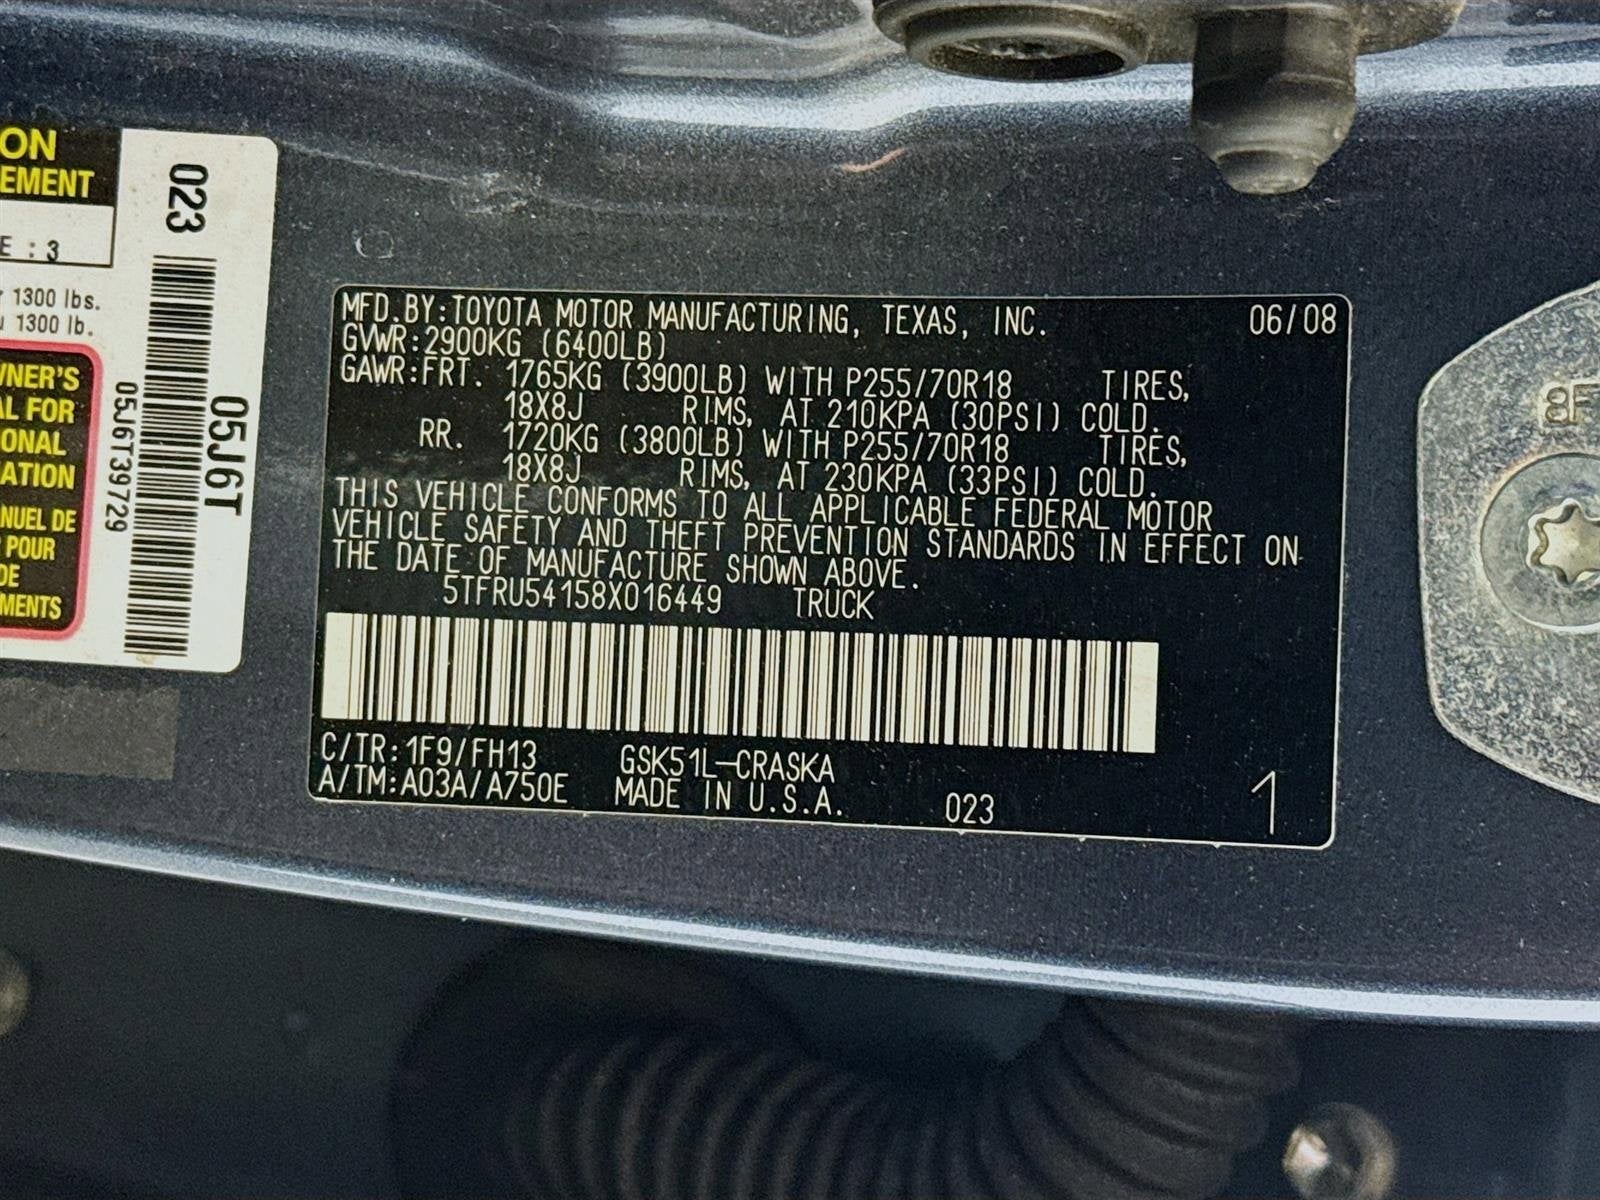 ON
EMENT
E : 3
1300 lbs.
1300 lb.
WNER'S
AL FOR
ONAL
ATION
NUEL DE
POUR
DE
MENTS
023
05J6T
05J6T39729
MFD.BY:TOYOTA MOTOR MANUFACTURING, TEXAS, INC. 06/08
GVWR:2900KG (6400LB)
GAWR:FRT. 1765KG (3900LB) WITH P255/70R18 TIRES,
18X8J RIMS, AT 210KPA (30PSI) COLD.
RR. 1720KG (3800LB) WITH P255/70R18 TIRES,
18X8J RIMS, AT 230KPA (33PSI) COLD.
THIS VEHICLE CONFORMS TO ALL APPLICABLE FEDERAL MOTOR
VEHICLE SAFETY AND THEFT PREVENTION STANDARDS IN EFFECT ON
THE DATE OF MANUFACTURE SHOWN ABOVE.
5TFRU54158X016449 TRUCK
C/TR:1F9/FH13 GSK51L-CRASKA
A/TM:A03A/A750E MADE IN U.S.A. 023 1
8F